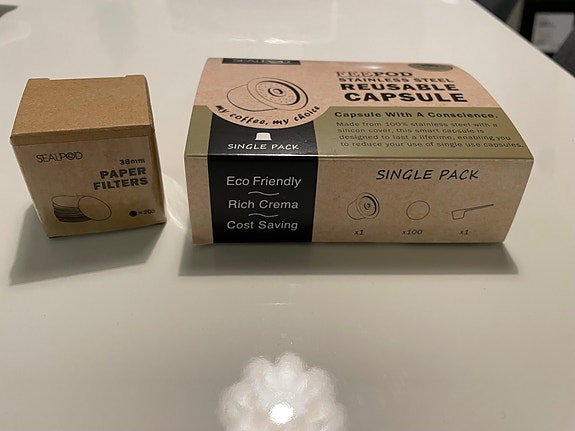 SEALPOD
38mm
PAPER
FILTERS
×200
SEALPOD
my coffee, my choice
SINGLE PACK
POD
STAINLESS STEEL
REUSABLE
CAPSULE
Capsule With A Conscience.
Made from 100% stainless steel with a
silicon cover, this smart capsule is
designed to last a lifetime, enabling you
to reduce your use of single use capsules
Eco Friendly
Rich Crema
Cost Saving
SINGLE PACK
x1
x100
x1